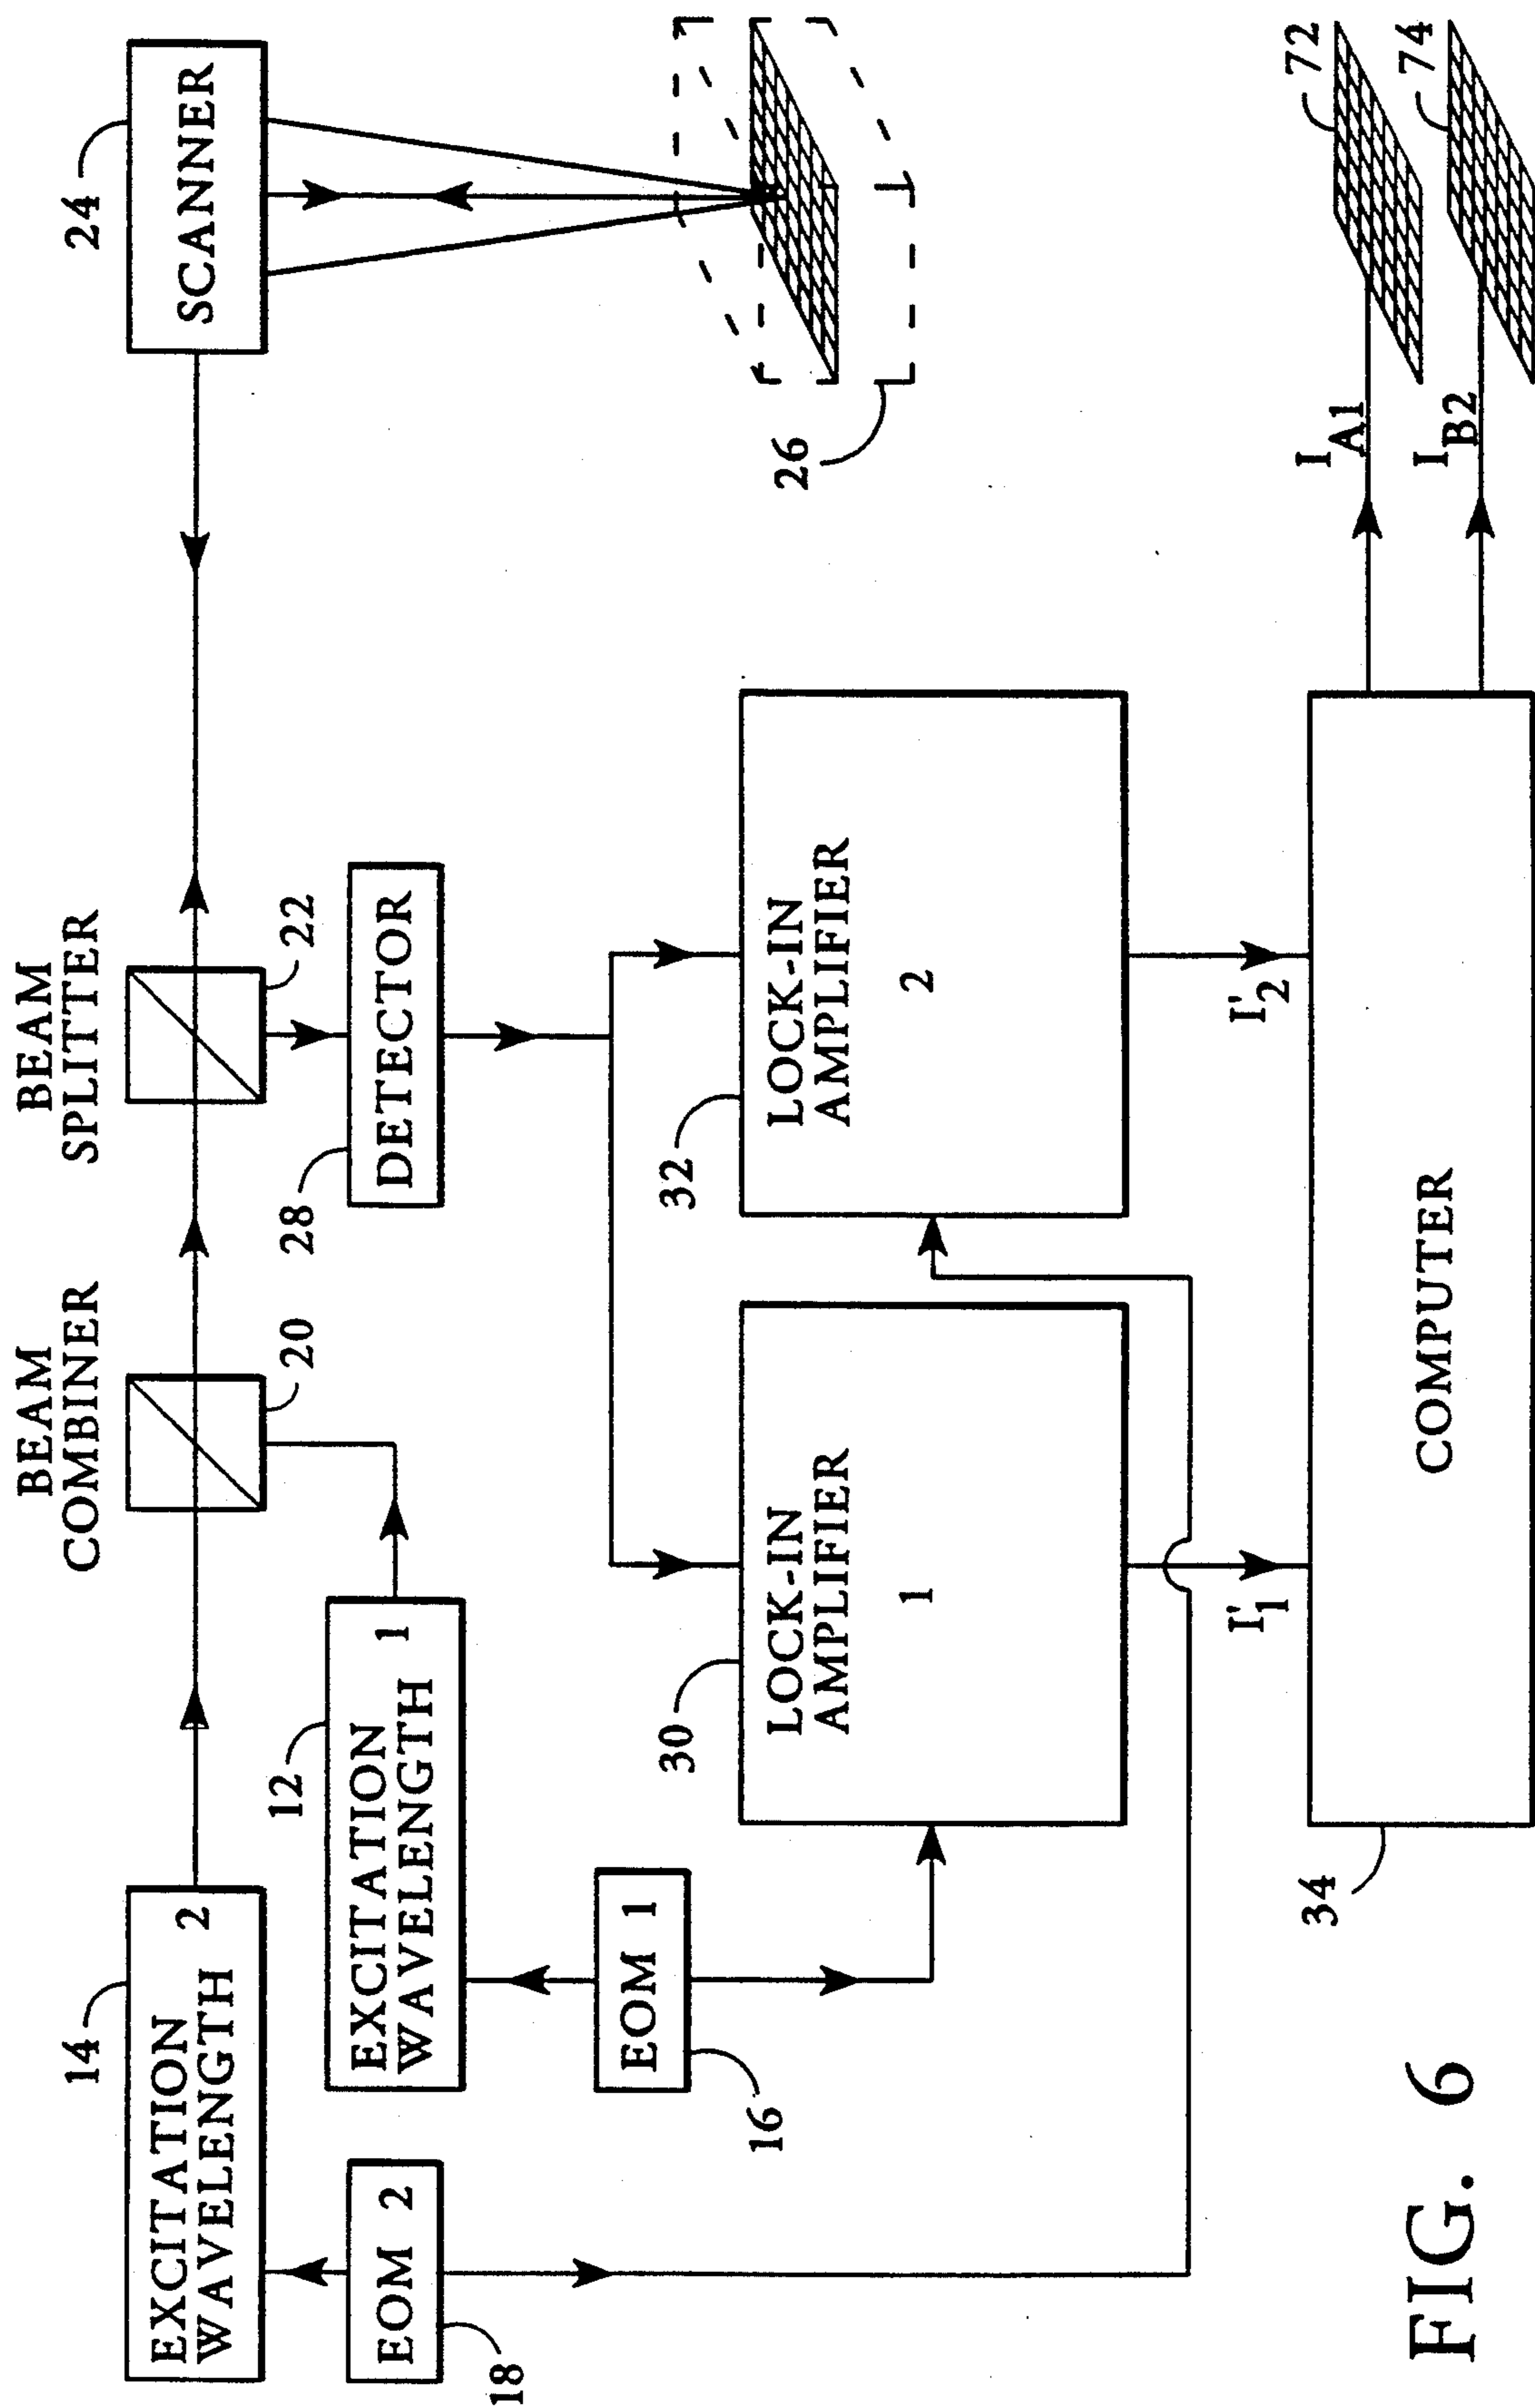 14
EXCITATION
WAVELENGTH 2
BEAM
COMBINER
20
BEAM
SPLITTER
22
24
SCANNER
12
EXCITATION
WAVELENGTH 1
28
DETECTOR
EOM 2
18
EOM 1
16
30
LOCK-IN
AMPLIFIER
1
32
LOCK-IN
AMPLIFIER
2
26
I'1
I'2
34
COMPUTER
IA1
IB2
72
74
FIG. 6